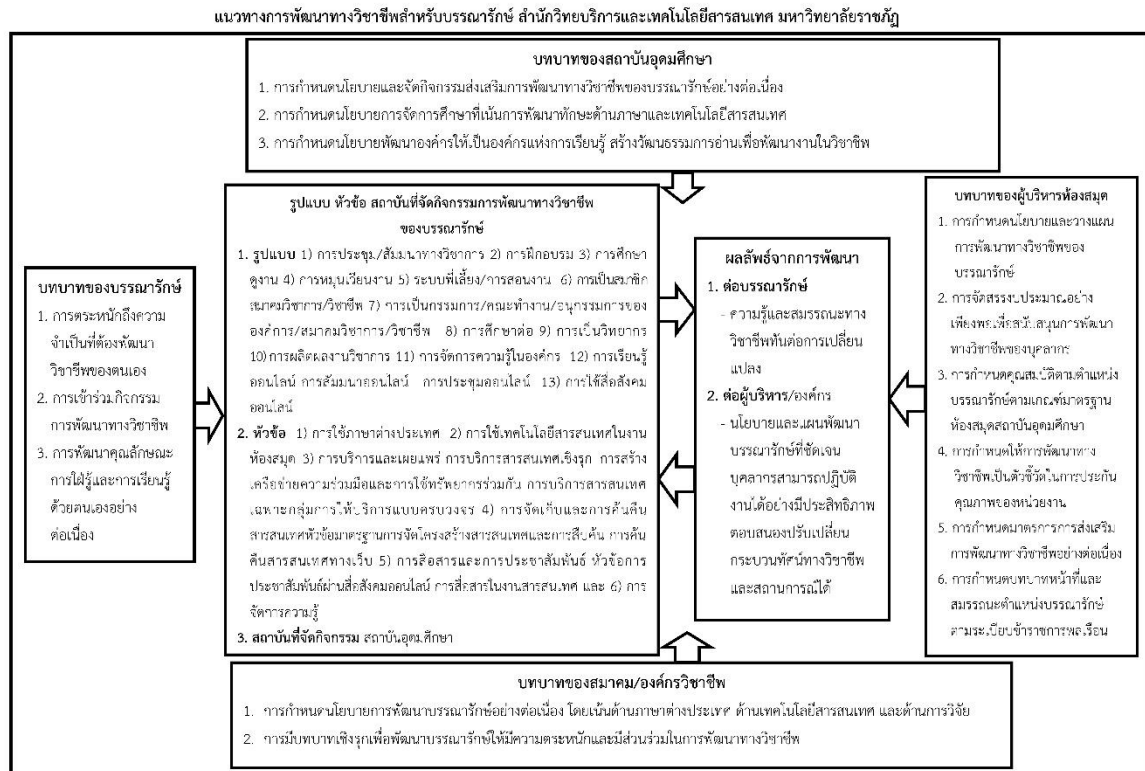 แนวทางการพัฒนาทางวิชาชีพสำหรับบรรณารักษ์ สำนักวิทยบริการและเทคโนโลยีสารสนเทศ มหาวิทยาลัยราชภัฏ
บทบาทของสถาบันอุดมศึกษา
1. การกำหนดนโยบายและจัดกิจกรรมส่งเสริมการพัฒนาทางวิชาชีพของบรรณารักษ์อย่างต่อเนื่อง
2. การกำหนดนโยบายการจัดการศึกษาที่เน้นการพัฒนาทักษะด้านภาษาและเทคโนโลยีสารสนเทศ
3. การกำหนดนโยบายพัฒนาองค์กรให้เป็นองค์กรแห่งการเรียนรู้ สร้างวัฒนธรรมการอ่านเพื่อพัฒนางานในวิชาชีพ
บทบาทของบรรณารักษ์
1. การตระหนักถึงความ
จำเป็นที่ต้องพัฒนา
วิชาชีพของตนเอง
2. การเข้าร่วมกิจกรรม
การพัฒนาทางวิชาชีพ
3. การพัฒนาคุณลักษณะ
การใฝ่รู้และการเรียนรู้
ด้วยตนเองอย่าง
ต่อเนื่อง
รูปแบบ หัวข้อ สถาบันที่จัดกิจกรรมการพัฒนาทางวิชาชีพ
ของบรรณารักษ์
1. รูปแบบ 1) การประชุม/สัมมนาทางวิชาการ 2) การฝึกอบรม 3) การศึกษา
ดูงาน 4) การหมุนเวียนงาน 5) ระบบพี่เลี้ยง/การสอนงาน 6) การเป็นสมาชิก
สมาคมวิชาการ/วิชาชีพ 7) การเป็นกรรมการ/คณะทำงาน/อนุกรรมการของ
องค์การ/สมาคมวิชาการ/วิชาชีพ 8) การศึกษาต่อ 9) การเป็นวิทยากร
10) การผลิตผลงานวิชาการ 11) การจัดการความรู้ในองค์กร 12) การเรียนรู้
ออนไลน์ การสัมมนาออนไลน์ การประชุมออนไลน์ 13) การใช้สื่อสังคม
ออนไลน์
2. หัวข้อ 1) การใช้ภาษาต่างประเทศ 2) การใช้เทคโนโลยีสารสนเทศในงาน
ห้องสมุด 3) การบริการและเผยแพร่ การบริการสารสนเทศเชิงรุก การสร้าง
เครือข่ายความร่วมมือและการใช้ทรัพยากรร่วมกัน การบริการสารสนเทศ
เฉพาะกลุ่มการให้บริการแบบครบวงจร 4) การจัดเก็บและการค้นคืน
สารสนเทศหัวข้อมาตรฐานการจัดโครงสร้างสารสนเทศและการสืบค้น การค้น
คืนสารสนเทศทางเว็บ 5) การสื่อสารและการประชาสัมพันธ์ หัวข้อการ
ประชาสัมพันธ์ผ่านสื่อสังคมออนไลน์ การสื่อสารในงานสารสนเทศ และ 6) การ
จัดการความรู้
3. สถาบันที่จัดกิจกรรม สถาบันอุดมศึกษา
ผลลัพธ์จากการพัฒนา
1. ต่อบรรณารักษ์
- ความรู้และสมรรถนะทาง
วิชาชีพทันต่อการเปลี่ยน
แปลง
2. ต่อผู้บริหาร/องค์กร
- นโยบายและแผนพัฒนา
บรรณารักษ์ที่ชัดเจน
บุคลากรสามารถปฏิบัติ
งานได้อย่างมีประสิทธิภาพ
ตอบสนองปรับเปลี่ยน
กระบวนทัศน์ทางวิชาชีพ
และสถานการณ์ได้
บทบาทของผู้บริหารห้องสมุด
1. การกำหนดนโยบายและวางแผน
การพัฒนาทางวิชาชีพของ
บรรณารักษ์
2. การจัดสรรงบประมาณอย่าง
เพียงพอเพื่อสนับสนุนการพัฒนา
ทางวิชาชีพของบุคลากร
3. การกำหนดคุณสมบัติตามตำแหน่ง
บรรณารักษ์ตามเกณฑ์มาตรฐาน
ห้องสมุดสถาบันอุดมศึกษา
4. การกำหนดให้การพัฒนาทาง
วิชาชีพเป็นตัวชี้วัดในการประกัน
คุณภาพของหน่วยงาน
5. การกำหนดมาตรการการส่งเสริม
การพัฒนาทางวิชาชีพอย่างต่อเนื่อง
6. การกำหนดบทบาทหน้าที่และ
สมรรถนะตำแหน่งบรรณารักษ์
ตามระเบียบข้าราชการพลเรือน
บทบาทของสมาคม/องค์กรวิชาชีพ
1. การกำหนดนโยบายการพัฒนาบรรณารักษ์อย่างต่อเนื่อง โดยเน้นด้านภาษาต่างประเทศ ด้านเทคโนโลยีสารสนเทศ และด้านการวิจัย
2. การมีบทบาทเชิงรุกเพื่อพัฒนาบรรณารักษ์ให้มีความตระหนักและมีส่วนร่วมในการพัฒนาทางวิชาชีพ